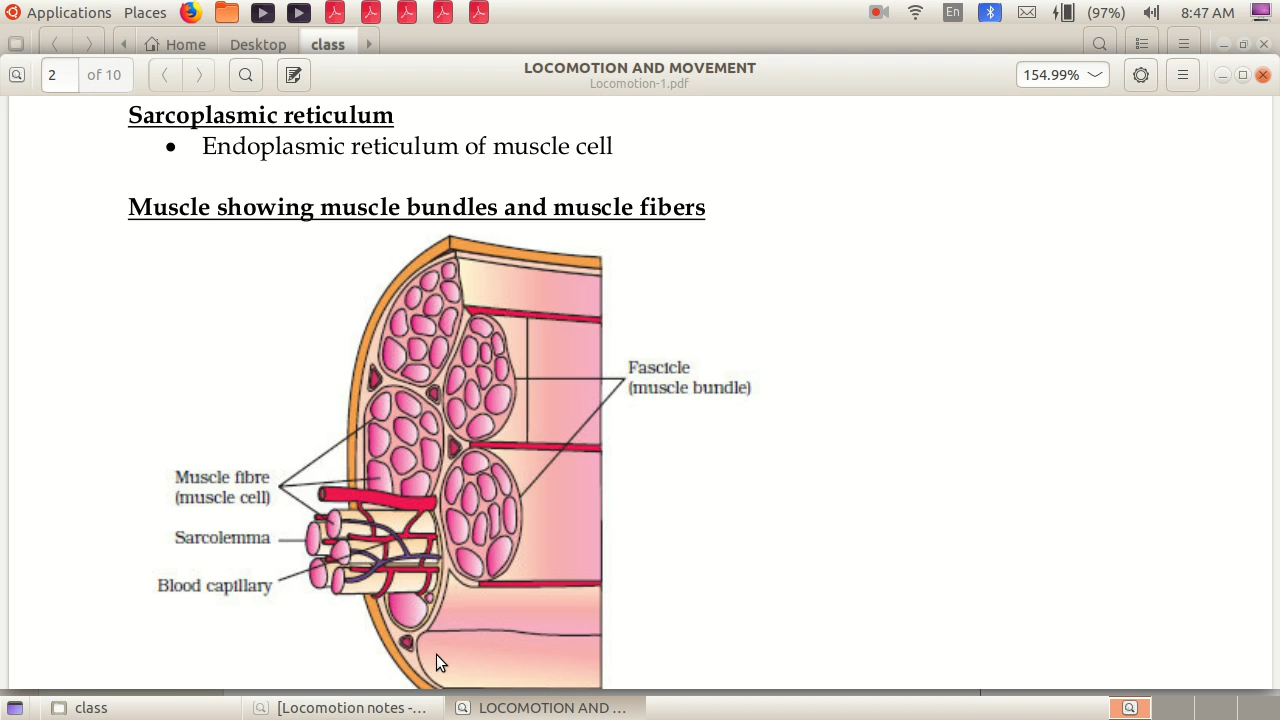 Applications Places En (97%) 8:47 AM
Home Desktop class
2 of 10 LOCOMOTION AND MOVEMENT 154.99%
Locomotion-1.pdf
Sarcoplasmic reticulum
• Endoplasmic reticulum of muscle cell
Muscle showing muscle bundles and muscle fibers
Fascicle
(muscle bundle)
Muscle fibre
(muscle cell)
Sarcolemma
Blood capillary
class [Locomotion notes -... LOCOMOTION AND ...